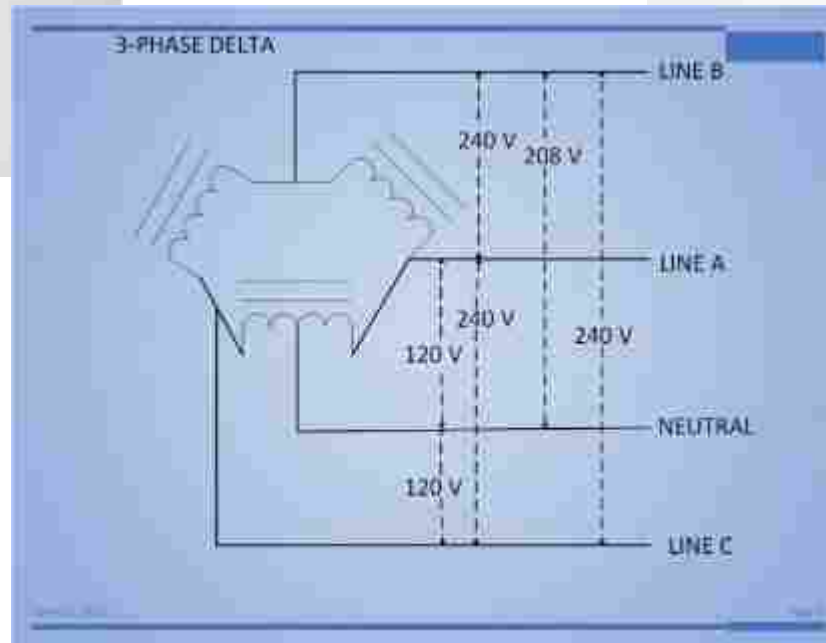 3-PHASE DELTA
LINE B
240 V
208 V
LINE A
240 V
240 V
120 V
NEUTRAL
120 V
LINE C